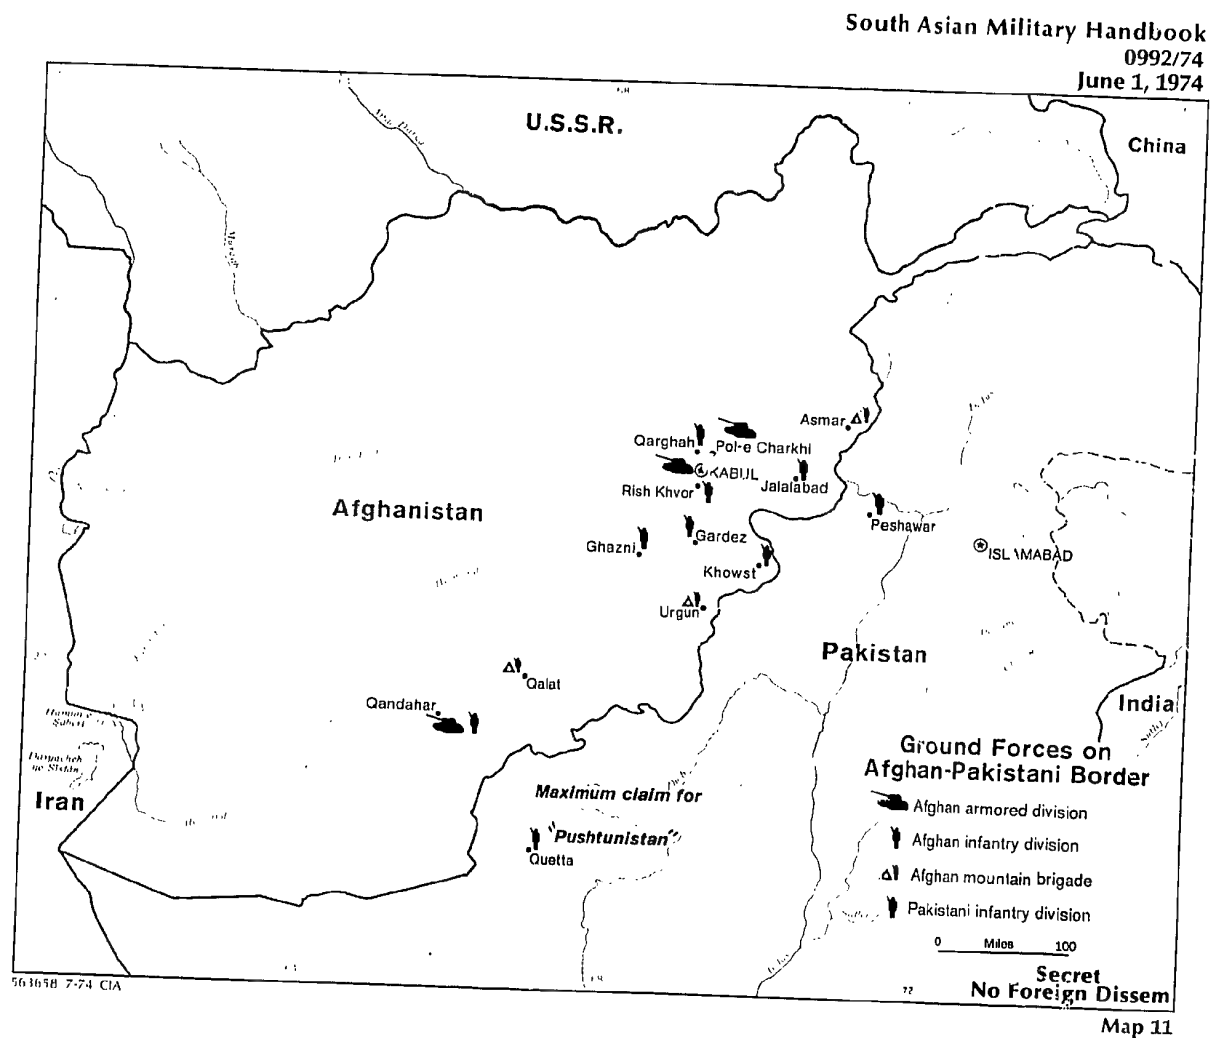 South Asian Military Handbook
0992/74
June 1, 1974
U.S.S.R.
China
Asmar
Qarghah
Pol-e Charkhi
KABUL
Jalalabad
Rish Khvor
Peshawar
Afghanistan
Gardez
Ghazni
ISLAMABAD
Khowst
Urgun
Pakistan
Qalat
India
Qandahar
Ground Forces on
Afghan-Pakistani Border
Iran
Maximum claim for
"Pushtunistan"
Quetta
Afghan armored division
Afghan infantry division
Afghan mountain brigade
Pakistani infantry division
0 Miles 100
Secret
No Foreign Dissem
72
563658 7-74 CIA
Map 11